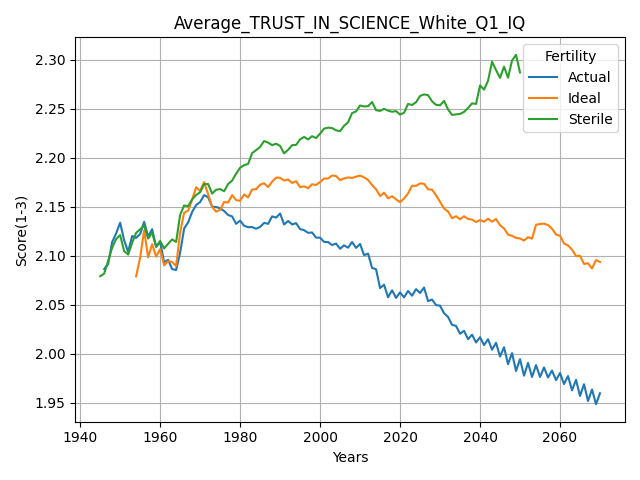 Average_TRUST_IN_SCIENCE_White_Q1_IQ
Score(1-3)
2.30
2.25
2.20
2.15
2.10
2.05
2.00
1.95
Fertility
Actual
Ideal
Sterile
1940
1960
1980
2000
2020
2040
2060
Years